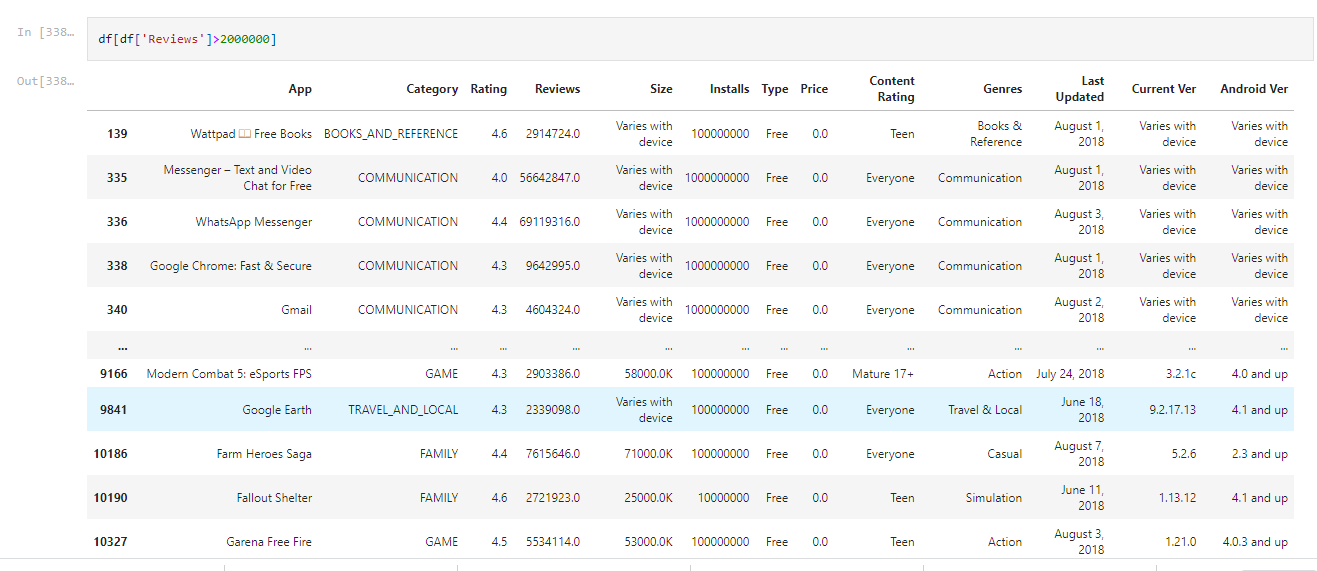 In [338…
df[df['Reviews']>2000000]
Out[338…
App Category Rating Reviews Size Installs Type Price Content Rating Genres Last Updated Current Ver Android Ver
139 Wattpad 📖 Free Books BOOKS_AND_REFERENCE 4.6 2914724.0 Varies with device 100000000 Free 0.0 Teen Books & Reference August 1, 2018 Varies with device Varies with device
335 Messenger – Text and Video Chat for Free COMMUNICATION 4.0 56642847.0 Varies with device 1000000000 Free 0.0 Everyone Communication August 1, 2018 Varies with device Varies with device
336 WhatsApp Messenger COMMUNICATION 4.4 69119316.0 Varies with device 1000000000 Free 0.0 Everyone Communication August 3, 2018 Varies with device Varies with device
338 Google Chrome: Fast & Secure COMMUNICATION 4.3 9642995.0 Varies with device 1000000000 Free 0.0 Everyone Communication August 1, 2018 Varies with device Varies with device
340 Gmail COMMUNICATION 4.3 4604324.0 Varies with device 1000000000 Free 0.0 Everyone Communication August 2, 2018 Varies with device Varies with device
... ... ... ... ... ... ... ... ... ... ... ... ... ...
9166 Modern Combat 5: eSports FPS GAME 4.3 2903386.0 58000.0K 100000000 Free 0.0 Mature 17+ Action July 24, 2018 3.2.1c 4.0 and up
9841 Google Earth TRAVEL_AND_LOCAL 4.3 2339098.0 Varies with device 100000000 Free 0.0 Everyone Travel & Local June 18, 2018 9.2.17.13 4.1 and up
10186 Farm Heroes Saga FAMILY 4.4 7615646.0 71000.0K 100000000 Free 0.0 Everyone Casual August 7, 2018 5.2.6 2.3 and up
10190 Fallout Shelter FAMILY 4.6 2721923.0 25000.0K 10000000 Free 0.0 Teen Simulation June 11, 2018 1.13.12 4.1 and up
10327 Garena Free Fire GAME 4.5 5534114.0 53000.0K 100000000 Free 0.0 Teen Action August 3, 2018 1.21.0 4.0.3 and up